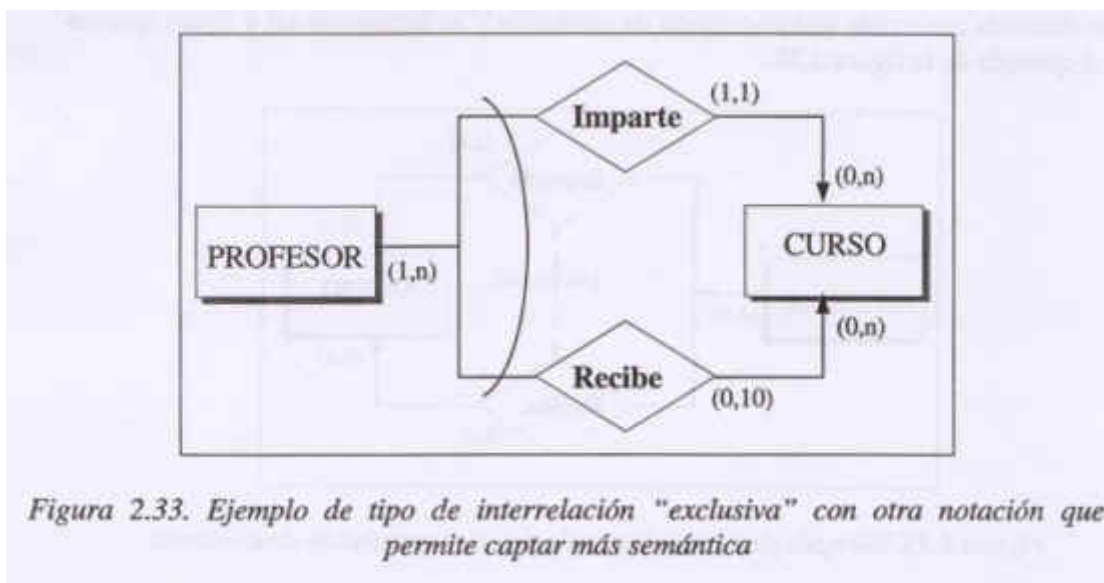 Imparte
(1,1)
(0,n)
PROFESOR
(1,n)
CURSO
(0,n)
Recibe
(0,10)
Figura 2.33. Ejemplo de tipo de interrelación "exclusiva" con otra notación que
permite captar más semántica